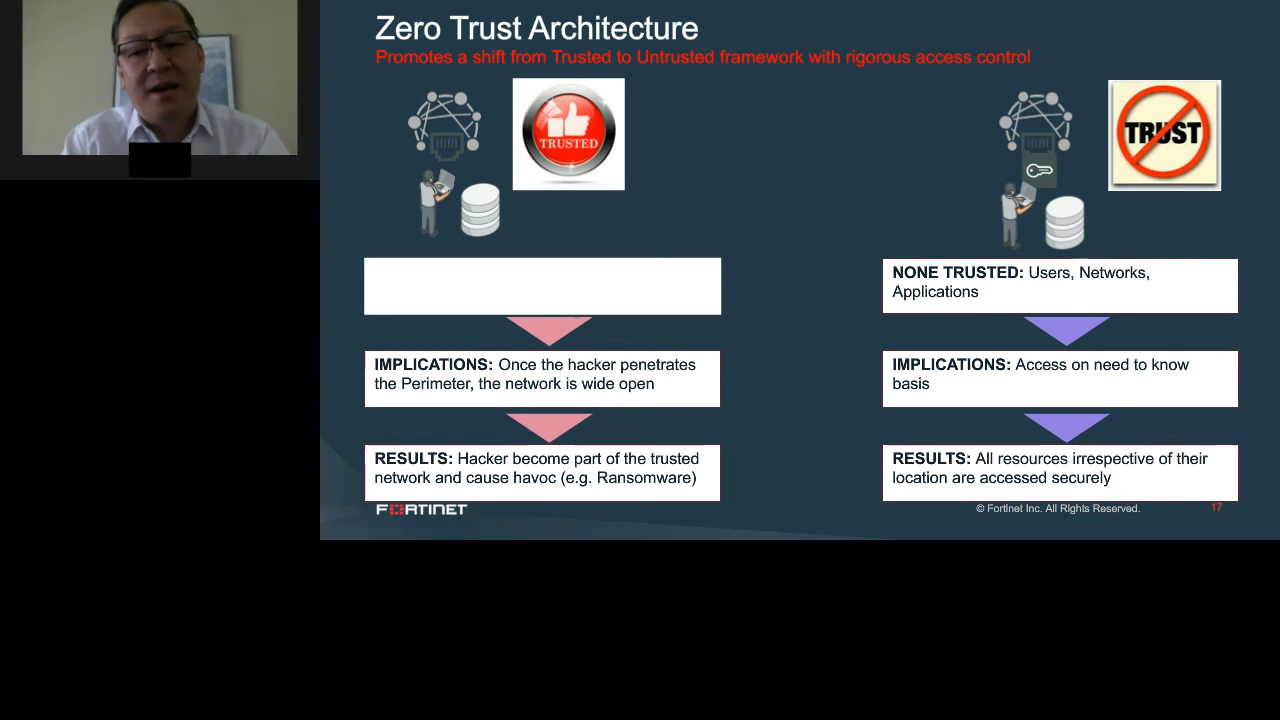 Zero Trust Architecture
Promotes a shift from Trusted to Untrusted framework with rigorous access control
TRUSTED
TRUST
IMPLICATIONS: Once the hacker penetrates
the Perimeter, the network is wide open
RESULTS: Hacker become part of the trusted
network and cause havoc (e.g. Ransomware)
NONE TRUSTED: Users, Networks,
Applications
IMPLICATIONS: Access on need to know
basis
RESULTS: All resources irrespective of their
location are accessed securely
FORTINET
© Fortinet Inc. All Rights Reserved.
17